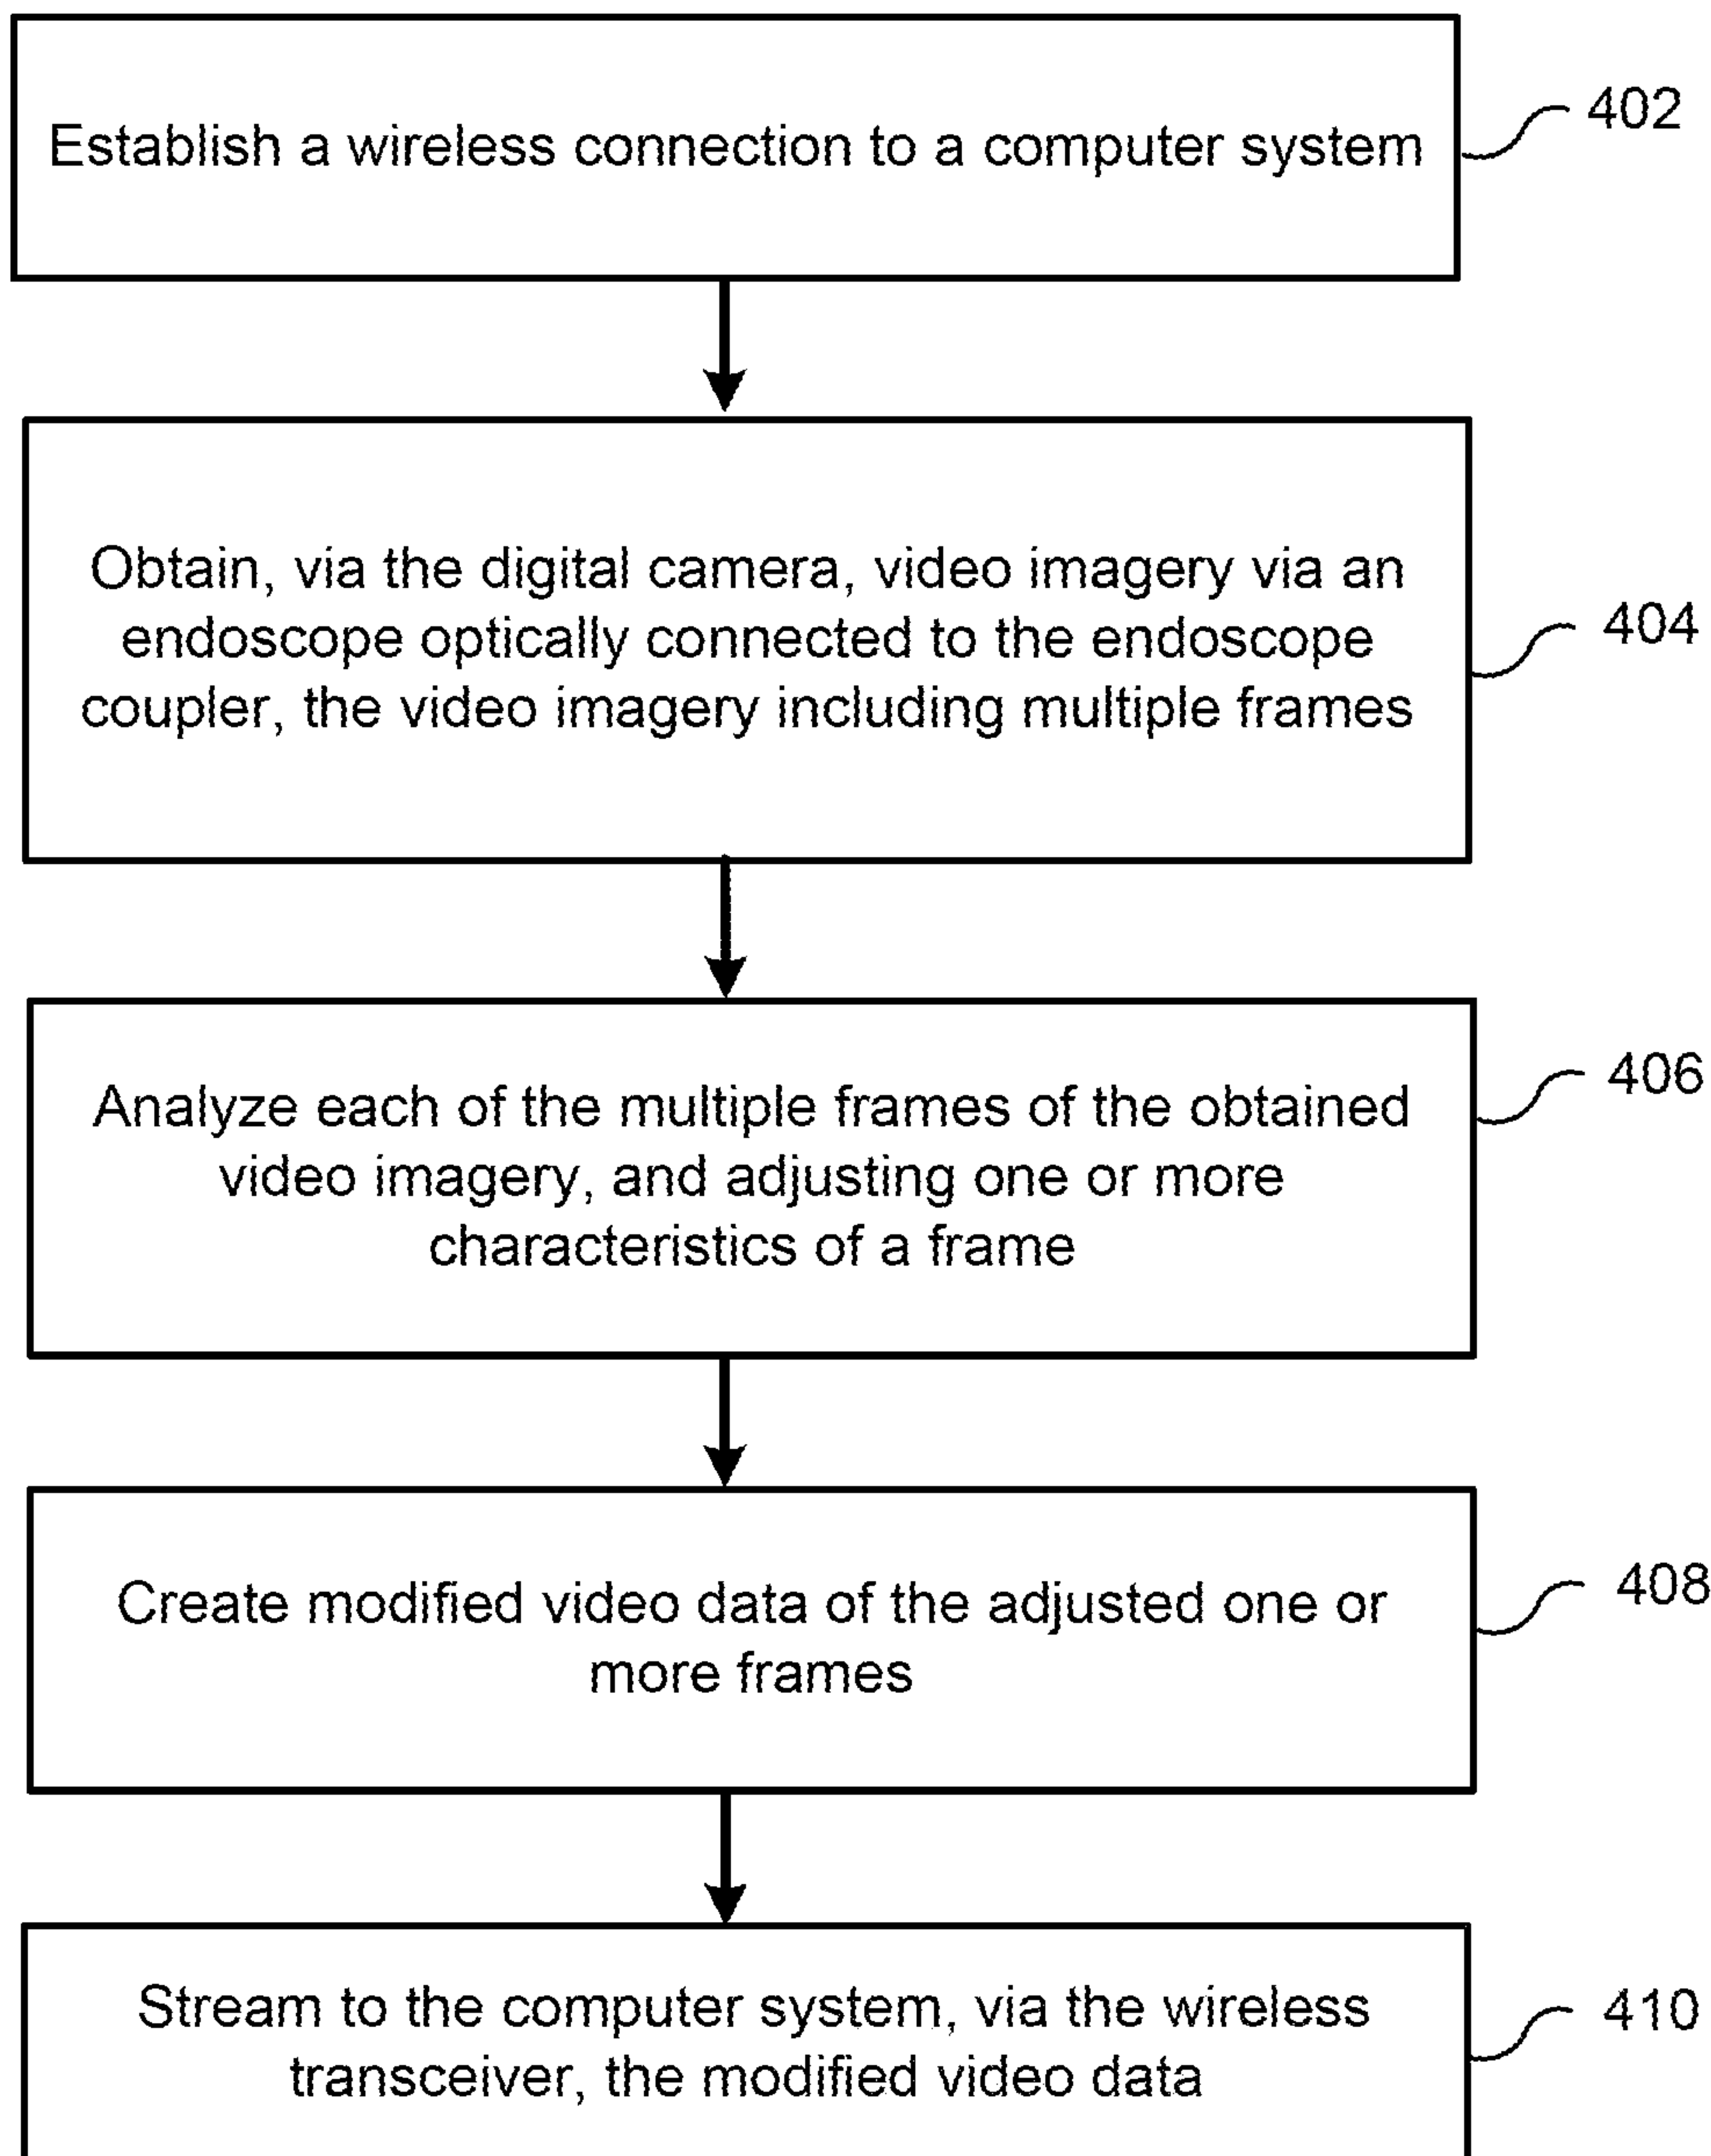 Establish a wireless connection to a computer system
402
Obtain, via the digital camera, video imagery via an
endoscope optically connected to the endoscope
coupler, the video imagery including multiple frames
404
Analyze each of the multiple frames of the obtained
video imagery, and adjusting one or more
characteristics of a frame
406
Create modified video data of the adjusted one or
more frames
408
Stream to the computer system, via the wireless
transceiver, the modified video data
410